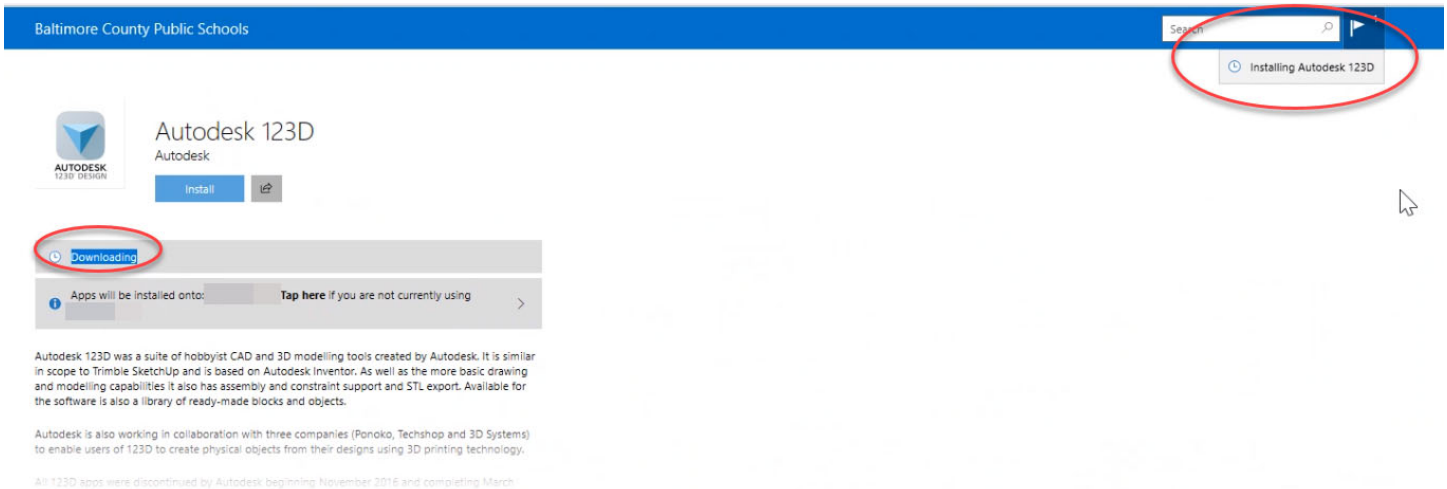 Baltimore County Public Schools
Search
1
Installing Autodesk 123D
Autodesk 123D
Autodesk
AUTODESK
123D DESIGN
Install
Downloading
Apps will be installed onto: Tap here if you are not currently using
Autodesk 123D was a suite of hobbyist CAD and 3D modelling tools created by Autodesk. It is similar
in scope to Trimble SketchUp and is based on Autodesk Inventor. As well as the more basic drawing
and modelling capabilities it also has assembly and constraint support and STL export. Available for
the software is also a library of ready-made blocks and objects.
Autodesk is also working in collaboration with three companies (Ponoko, Techshop and 3D Systems)
to enable users of 123D to create physical objects from their designs using 3D printing technology.
All 123D apps were discontinued by Autodesk beginning November 2016 and completing March